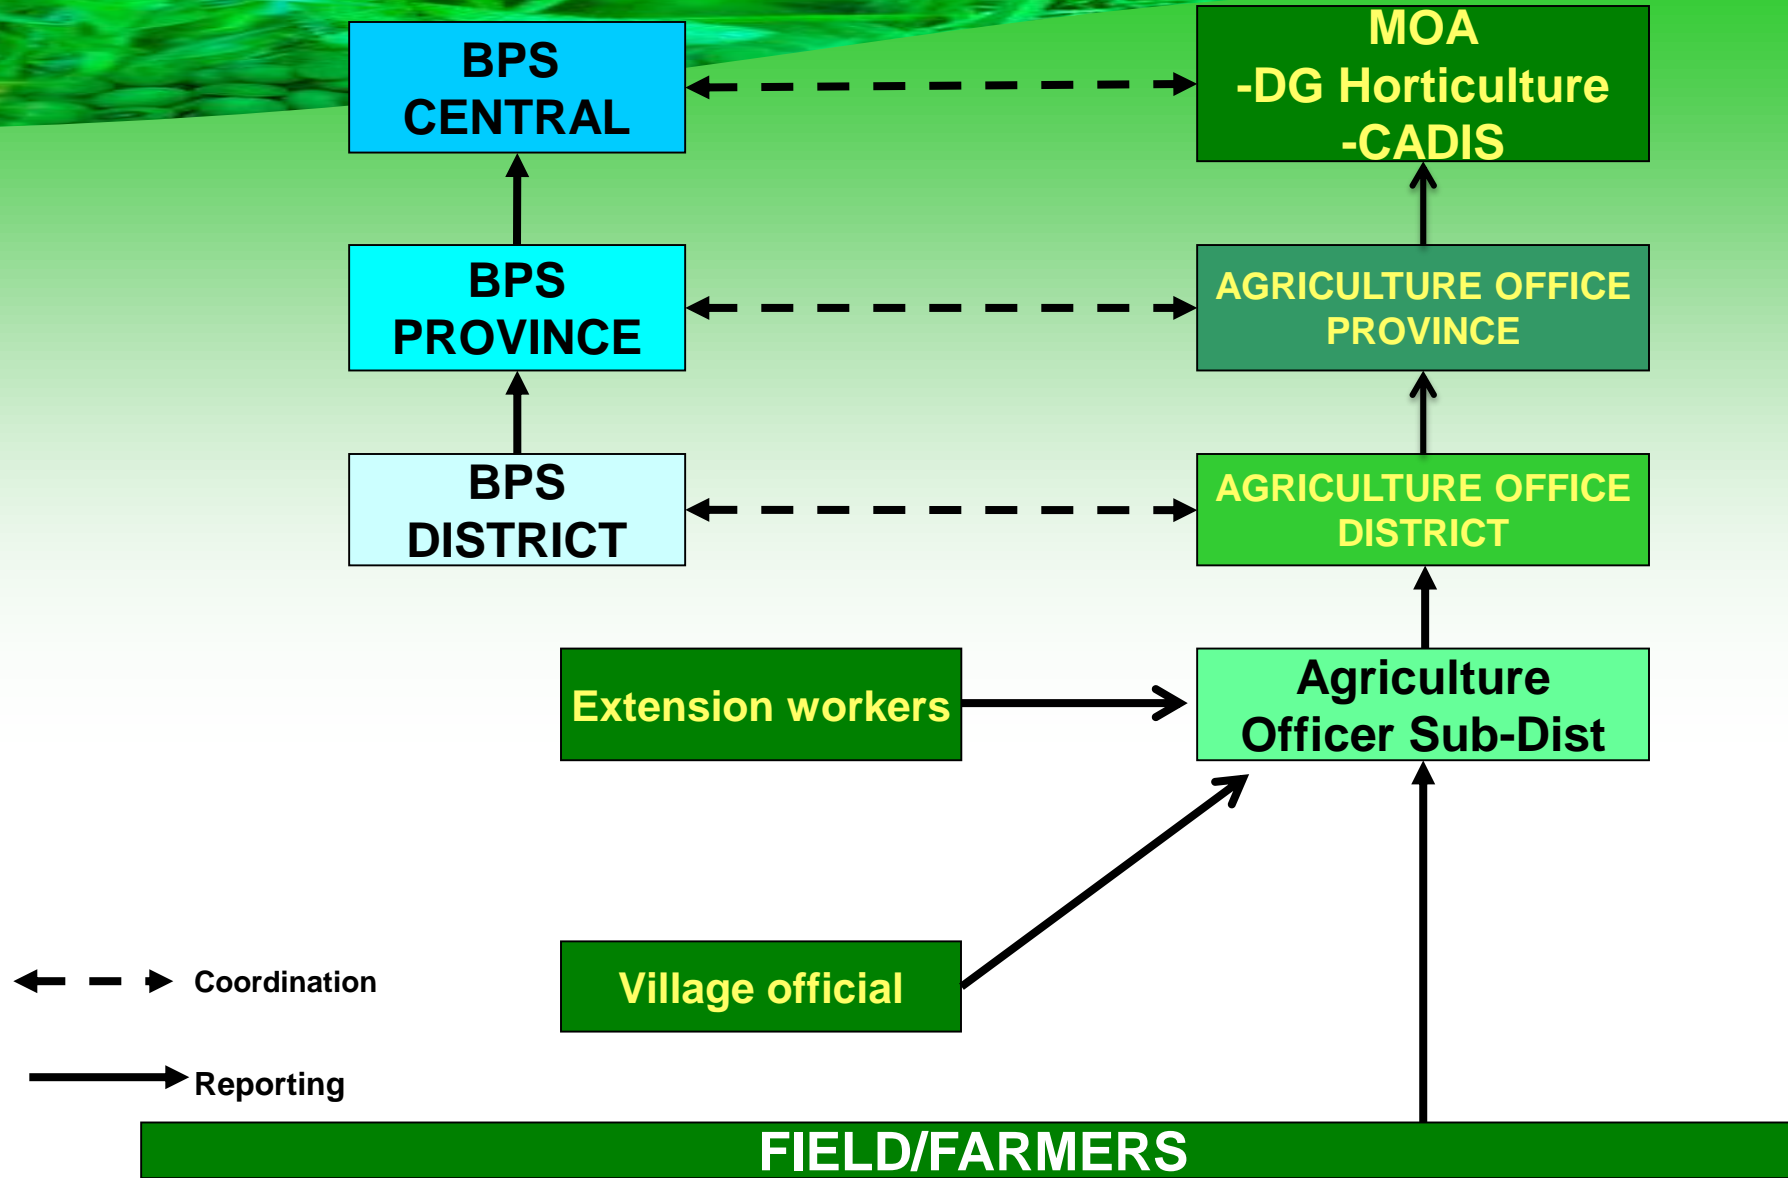 BPS
CENTRAL
MOA
-DG Horticulture
-CADIS
BPS
PROVINCE
AGRICULTURE OFFICE
PROVINCE
BPS
DISTRICT
AGRICULTURE OFFICE
DISTRICT
Extension workers
Agriculture
Officer Sub-Dist
Village official
Coordination
Reporting
FIELD/FARMERS